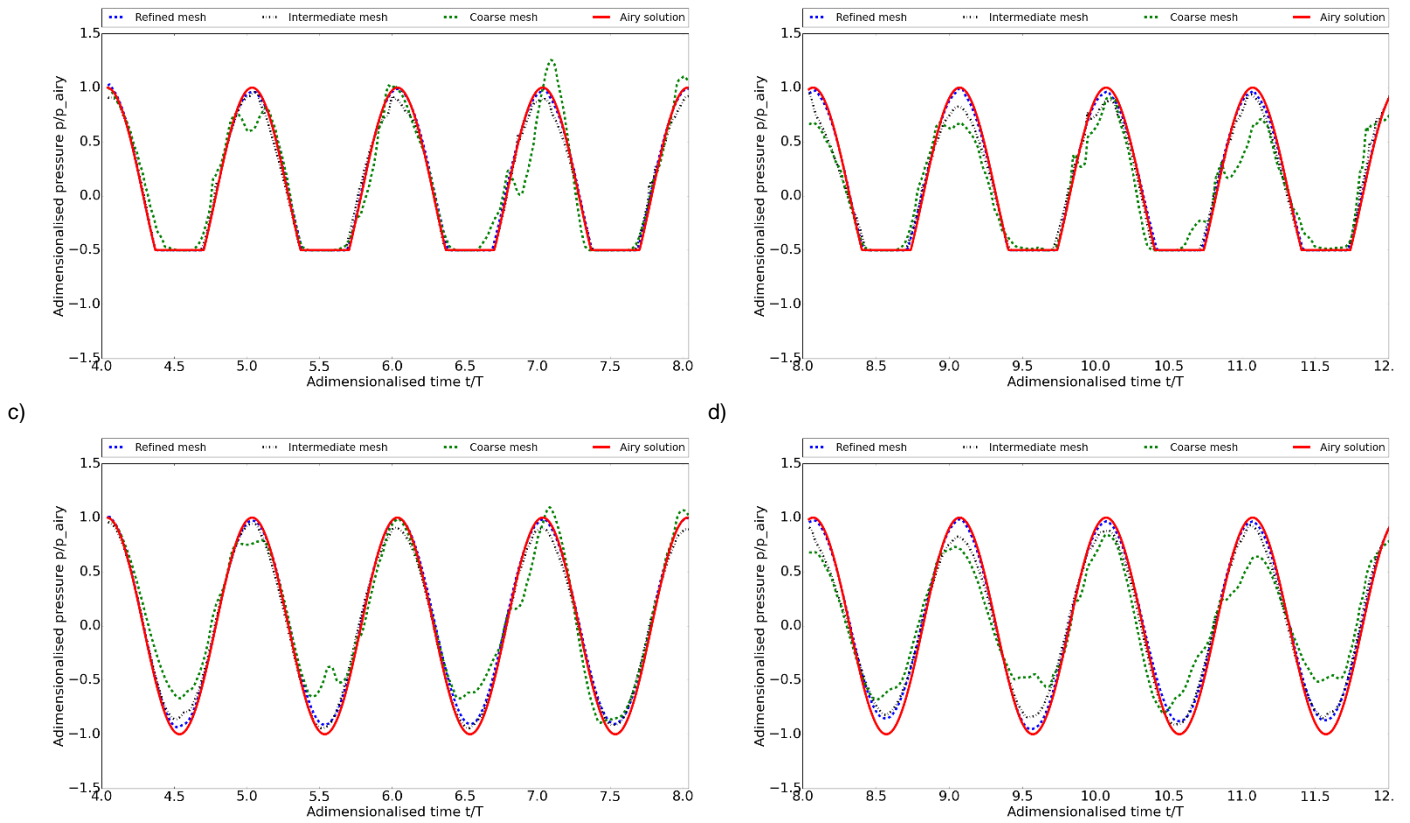 Refined mesh Intermediate mesh Coarse mesh Airy solution
1.5
1.0
0.5
0.0
−0.5
−1.0
−1.5
Adimensionalised pressure p/p_airy
4.0 4.5 5.0 5.5 6.0 6.5 7.0 7.5 8.0
Adimensionalised time t/T
Refined mesh Intermediate mesh Coarse mesh Airy solution
1.5
1.0
0.5
0.0
−0.5
−1.0
−1.5
Adimensionalised pressure p/p_airy
8.0 8.5 9.0 9.5 10.0 10.5 11.0 11.5 12.
Adimensionalised time t/T
c)
Refined mesh Intermediate mesh Coarse mesh Airy solution
1.5
1.0
0.5
0.0
−0.5
−1.0
−1.5
Adimensionalised pressure p/p_airy
4.0 4.5 5.0 5.5 6.0 6.5 7.0 7.5 8.0
Adimensionalised time t/T
d)
Refined mesh Intermediate mesh Coarse mesh Airy solution
1.5
1.0
0.5
0.0
−0.5
−1.0
−1.5
Adimensionalised pressure p/p_airy
8.0 8.5 9.0 9.5 10.0 10.5 11.0 11.5 12.
Adimensionalised time t/T